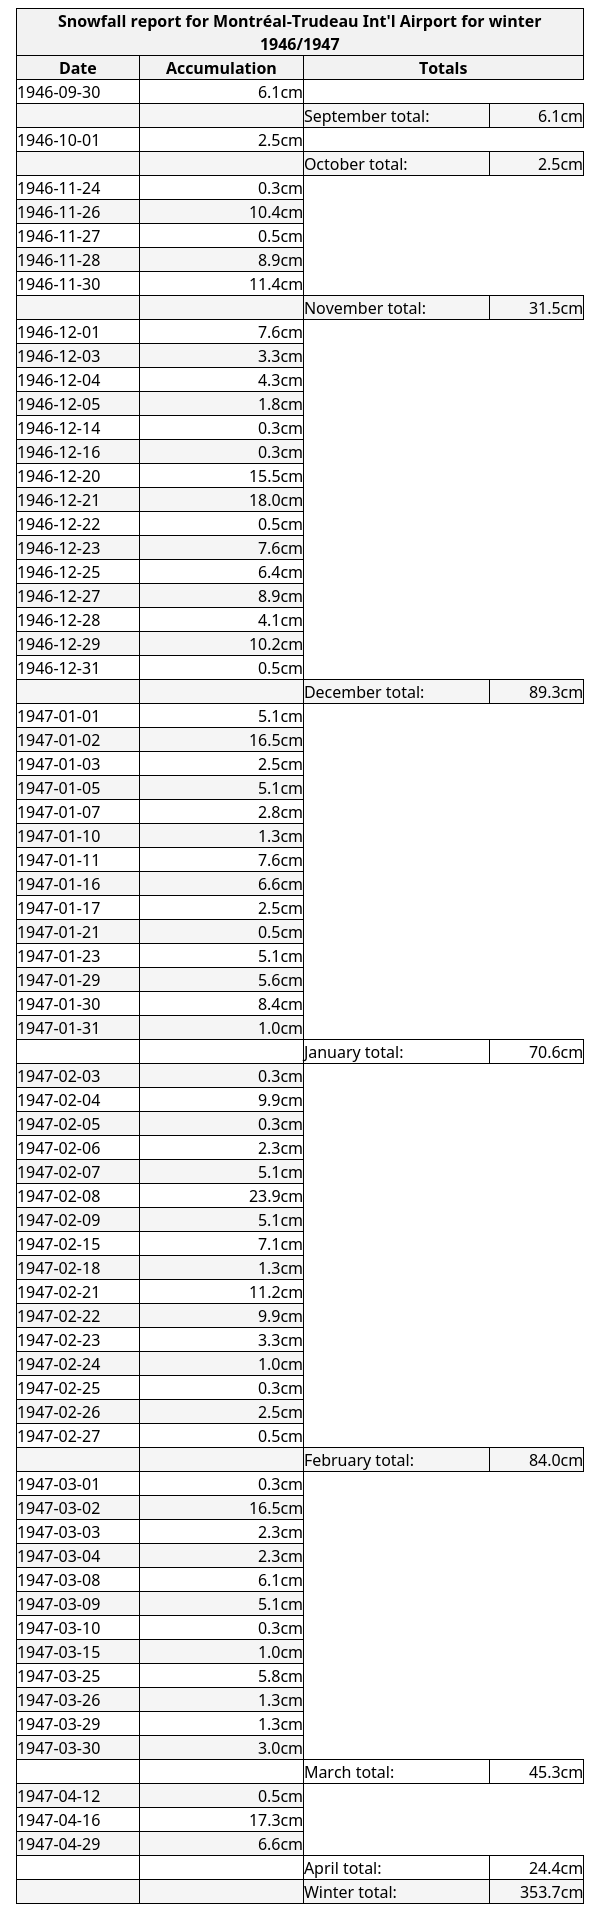 Snowfall report for Montréal-Trudeau Int'l Airport for winter
1946/1947
Date Accumulation Totals
1946-09-30 6.1cm
September total: 6.1cm
1946-10-01 2.5cm
October total: 2.5cm
1946-11-24 0.3cm
1946-11-26 10.4cm
1946-11-27 0.5cm
1946-11-28 8.9cm
1946-11-30 11.4cm
November total: 31.5cm
1946-12-01 7.6cm
1946-12-03 3.3cm
1946-12-04 4.3cm
1946-12-05 1.8cm
1946-12-14 0.3cm
1946-12-16 0.3cm
1946-12-20 15.5cm
1946-12-21 18.0cm
1946-12-22 0.5cm
1946-12-23 7.6cm
1946-12-25 6.4cm
1946-12-27 8.9cm
1946-12-28 4.1cm
1946-12-29 10.2cm
1946-12-31 0.5cm
December total: 89.3cm
1947-01-01 5.1cm
1947-01-02 16.5cm
1947-01-03 2.5cm
1947-01-05 5.1cm
1947-01-07 2.8cm
1947-01-10 1.3cm
1947-01-11 7.6cm
1947-01-16 6.6cm
1947-01-17 2.5cm
1947-01-21 0.5cm
1947-01-23 5.1cm
1947-01-29 5.6cm
1947-01-30 8.4cm
1947-01-31 1.0cm
January total: 70.6cm
1947-02-03 0.3cm
1947-02-04 9.9cm
1947-02-05 0.3cm
1947-02-06 2.3cm
1947-02-07 5.1cm
1947-02-08 23.9cm
1947-02-09 5.1cm
1947-02-15 7.1cm
1947-02-18 1.3cm
1947-02-21 11.2cm
1947-02-22 9.9cm
1947-02-23 3.3cm
1947-02-24 1.0cm
1947-02-25 0.3cm
1947-02-26 2.5cm
1947-02-27 0.5cm
February total: 84.0cm
1947-03-01 0.3cm
1947-03-02 16.5cm
1947-03-03 2.3cm
1947-03-04 2.3cm
1947-03-08 6.1cm
1947-03-09 5.1cm
1947-03-10 0.3cm
1947-03-15 1.0cm
1947-03-25 5.8cm
1947-03-26 1.3cm
1947-03-29 1.3cm
1947-03-30 3.0cm
March total: 45.3cm
1947-04-12 0.5cm
1947-04-16 17.3cm
1947-04-29 6.6cm
April total: 24.4cm
Winter total: 353.7cm